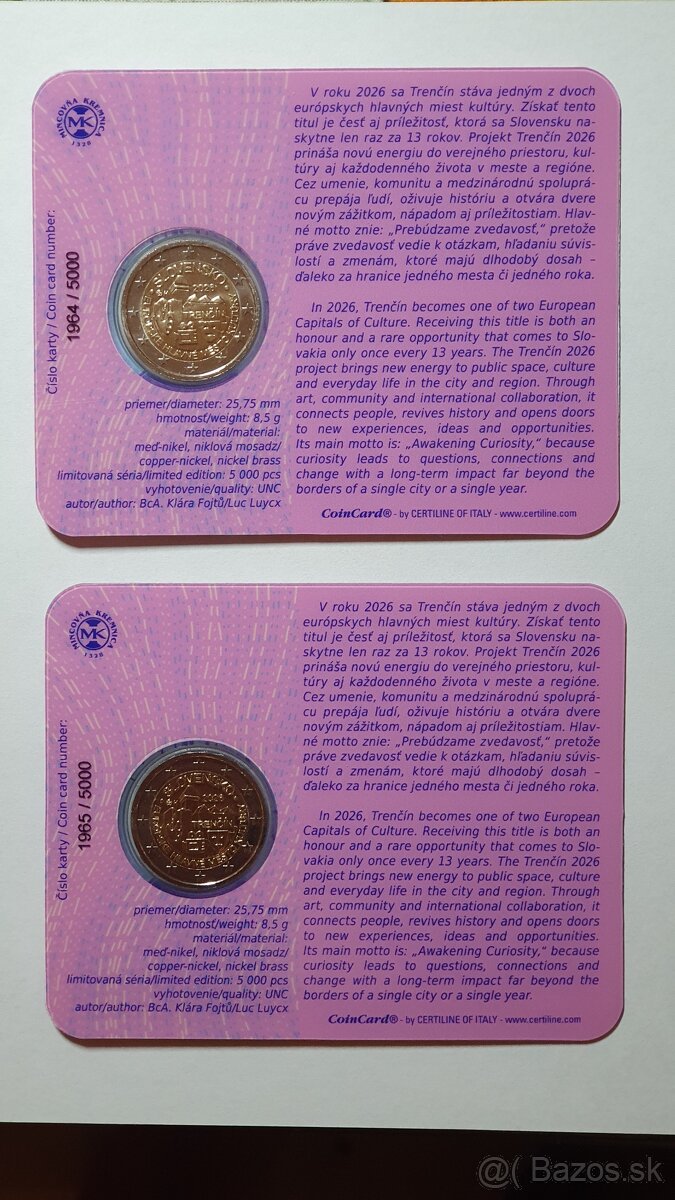 MINCOVŇA KREMNICA
MK
1328
Číslo karty / Coin card number:
1964 / 5000
SLOVENSKO
2026
TRENČÍN
priemer/diameter: 25,75 mm
hmotnosť/weight: 8,5 g
materiál/material:
meď-nikel, niklová mosadz/
copper-nickel, nickel brass
limitovaná séria/limited edition: 5 000 pcs
vyhotovenie/quality: UNC
autor/author: BcA. Klára Fojtů/Luc Luycx
V roku 2026 sa Trenčín stáva jedným z dvoch
európskych hlavných miest kultúry. Získať tento
titul je česť aj príležitosť, ktorá sa Slovensku na-
skytne len raz za 13 rokov. Projekt Trenčín 2026
prináša novú energiu do verejného priestoru, kul-
túry aj každodenného života v meste a regióne.
Cez umenie, komunitu a medzinárodnú spoluprá-
cu prepája ľudí, oživuje históriu a otvára dvere
novým zážitkom, nápadom aj príležitostiam. Hlav-
né motto znie: „Prebúdzame zvedavosť,“ pretože
práve zvedavosť vedie k otázkam, hľadaniu súvis-
lostí a zmenám, ktoré majú dlhodobý dosah –
ďaleko za hranice jedného mesta či jedného roka.
In 2026, Trenčín becomes one of two European
Capitals of Culture. Receiving this title is both an
honour and a rare opportunity that comes to Slo-
vakia only once every 13 years. The Trenčín 2026
project brings new energy to public space, culture
and everyday life in the city and region. Through
art, community and international collaboration, it
connects people, revives history and opens doors
to new experiences, ideas and opportunities.
Its main motto is: „Awakening Curiosity,“ because
curiosity leads to questions, connections and
change with a long-term impact far beyond the
borders of a single city or a single year.
CoinCard® - by CERTILINE OF ITALY - www.certiline.com
MINCOVŇA KREMNICA
MK
1328
Číslo karty / Coin card number:
1965 / 5000
SLOVENSKO
2026
TRENČÍN
priemer/diameter: 25,75 mm
hmotnosť/weight: 8,5 g
materiál/material:
meď-nikel, niklová mosadz/
copper-nickel, nickel brass
limitovaná séria/limited edition: 5 000 pcs
vyhotovenie/quality: UNC
autor/author: BcA. Klára Fojtů/Luc Luycx
V roku 2026 sa Trenčín stáva jedným z dvoch
európskych hlavných miest kultúry. Získať tento
titul je česť aj príležitosť, ktorá sa Slovensku na-
skytne len raz za 13 rokov. Projekt Trenčín 2026
prináša novú energiu do verejného priestoru, kul-
túry aj každodenného života v meste a regióne.
Cez umenie, komunitu a medzinárodnú spoluprá-
cu prepája ľudí, oživuje históriu a otvára dvere
novým zážitkom, nápadom aj príležitostiam. Hlav-
né motto znie: „Prebúdzame zvedavosť,“ pretože
práve zvedavosť vedie k otázkam, hľadaniu súvis-
lostí a zmenám, ktoré majú dlhodobý dosah –
ďaleko za hranice jedného mesta či jedného roka.
In 2026, Trenčín becomes one of two European
Capitals of Culture. Receiving this title is both an
honour and a rare opportunity that comes to Slo-
vakia only once every 13 years. The Trenčín 2026
project brings new energy to public space, culture
and everyday life in the city and region. Through
art, community and international collaboration, it
connects people, revives history and opens doors
to new experiences, ideas and opportunities.
Its main motto is: „Awakening Curiosity,“ because
curiosity leads to questions, connections and
change with a long-term impact far beyond the
borders of a single city or a single year.
CoinCard® - by CERTILINE OF ITALY - www.certiline.com
@( Bazos.sk